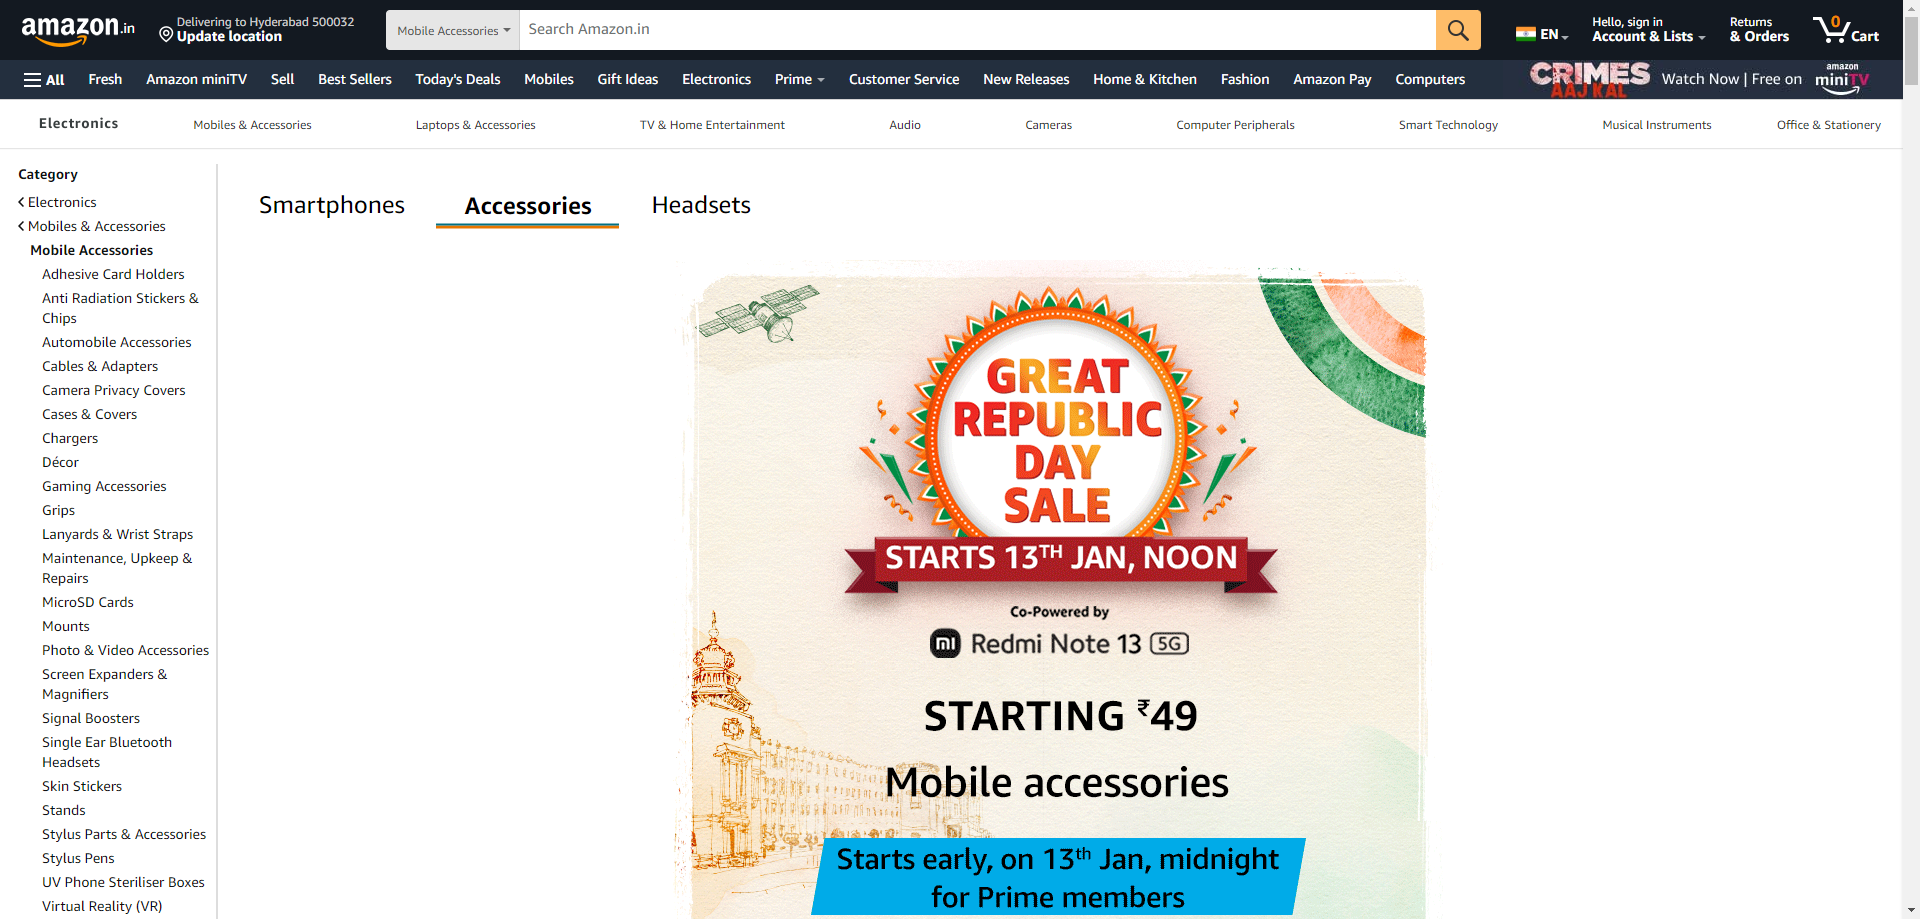 amazon.in
Delivering to Hyderabad 500032
Update location
Mobile Accessories
Search Amazon.in
EN
Hello, sign in
Account & Lists
Returns
& Orders
0
Cart
All
Fresh
Amazon miniTV
Sell
Best Sellers
Today's Deals
Mobiles
Gift Ideas
Electronics
Prime
Customer Service
New Releases
Home & Kitchen
Fashion
Amazon Pay
Computers
CRIMES
AAJ KAL
Watch Now | Free on
amazon
miniTV
Electronics
Mobiles & Accessories
Laptops & Accessories
TV & Home Entertainment
Audio
Cameras
Computer Peripherals
Smart Technology
Musical Instruments
Office & Stationery
Category
Electronics
Mobiles & Accessories
Mobile Accessories
Adhesive Card Holders
Anti Radiation Stickers &
Chips
Automobile Accessories
Cables & Adapters
Camera Privacy Covers
Cases & Covers
Chargers
Décor
Gaming Accessories
Grips
Lanyards & Wrist Straps
Maintenance, Upkeep &
Repairs
MicroSD Cards
Mounts
Photo & Video Accessories
Screen Expanders &
Magnifiers
Signal Boosters
Single Ear Bluetooth
Headsets
Skin Stickers
Stands
Stylus Parts & Accessories
Stylus Pens
UV Phone Steriliser Boxes
Virtual Reality (VR)
Smartphones
Accessories
Headsets
GREAT
REPUBLIC
DAY
SALE
STARTS 13TH JAN, NOON
Co-Powered by
mi Redmi Note 13 5G
STARTING ₹49
Mobile accessories
Starts early, on 13th Jan, midnight
for Prime members